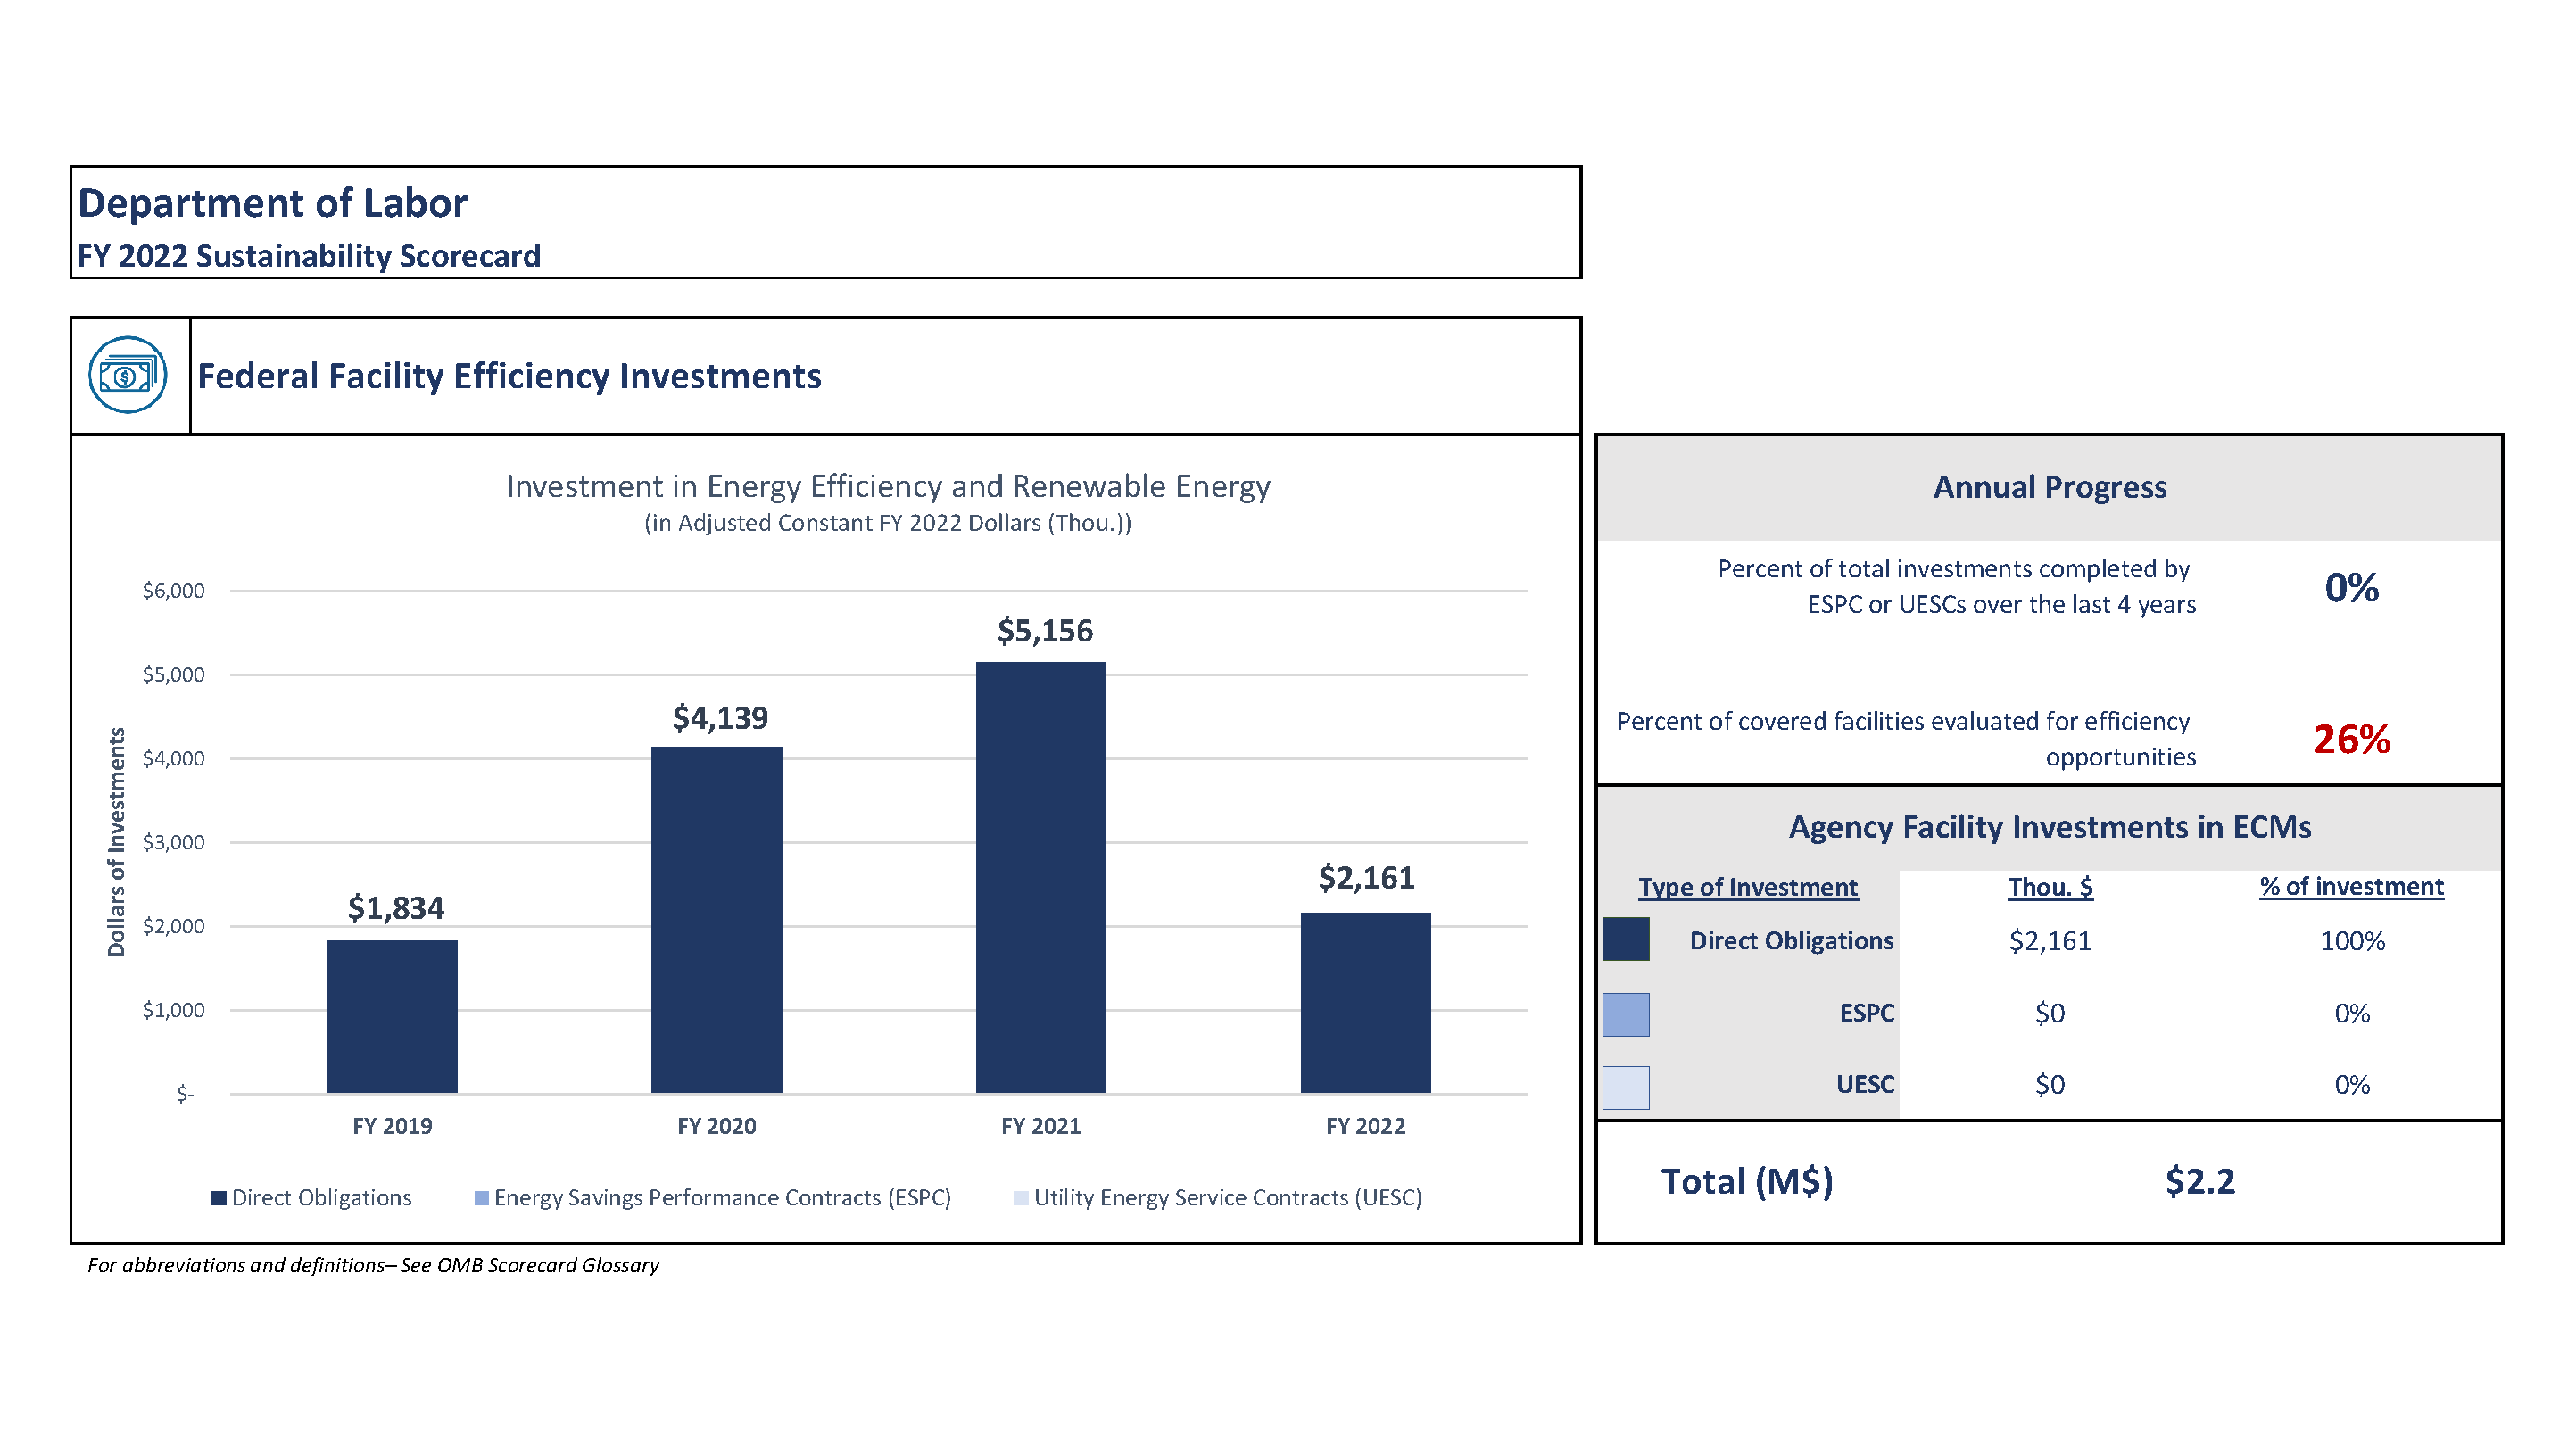 Department of Labor
FY 2022 Sustainability Scorecard
$
Federal Facility Efficiency Investments
Investment in Energy Efficiency and Renewable Energy
(in Adjusted Constant FY 2022 Dollars (Thou.))
Dollars of Investments
$6,000
$5,000
$4,000
$3,000
$2,000
$1,000
$-
$1,834
$4,139
$5,156
$2,161
FY 2019
FY 2020
FY 2021
FY 2022
Direct Obligations
Energy Savings Performance Contracts (ESPC)
Utility Energy Service Contracts (UESC)
Annual Progress
Percent of total investments completed by
ESPC or UESCs over the last 4 years
0%
Percent of covered facilities evaluated for efficiency
opportunities
26%
Agency Facility Investments in ECMs
Type of Investment Thou. $ % of investment
Direct Obligations $2,161 100%
ESPC $0 0%
UESC $0 0%
Total (M$) $2.2
For abbreviations and definitions– See OMB Scorecard Glossary